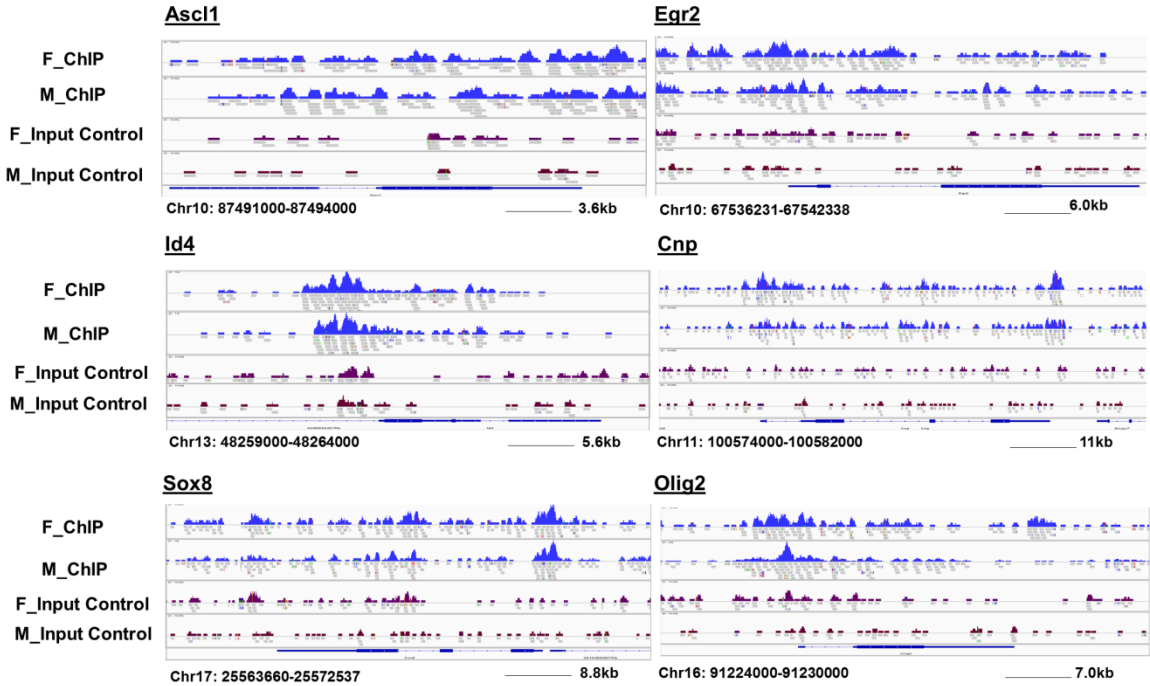 Ascl1
Egr2
F_ChIP
M_ChIP
F_Input Control
M_Input Control
Chr10: 87491000-87494000
3.6kb
Chr10: 67536231-67542338
6.0kb
Id4
Cnp
F_ChIP
M_ChIP
F_Input Control
M_Input Control
Chr13: 48259000-48264000
5.6kb
Chr11: 100574000-100582000
11kb
Sox8
Olig2
F_ChIP
M_ChIP
F_Input Control
M_Input Control
Chr17: 25563660-25572537
8.8kb
Chr16: 91224000-91230000
7.0kb